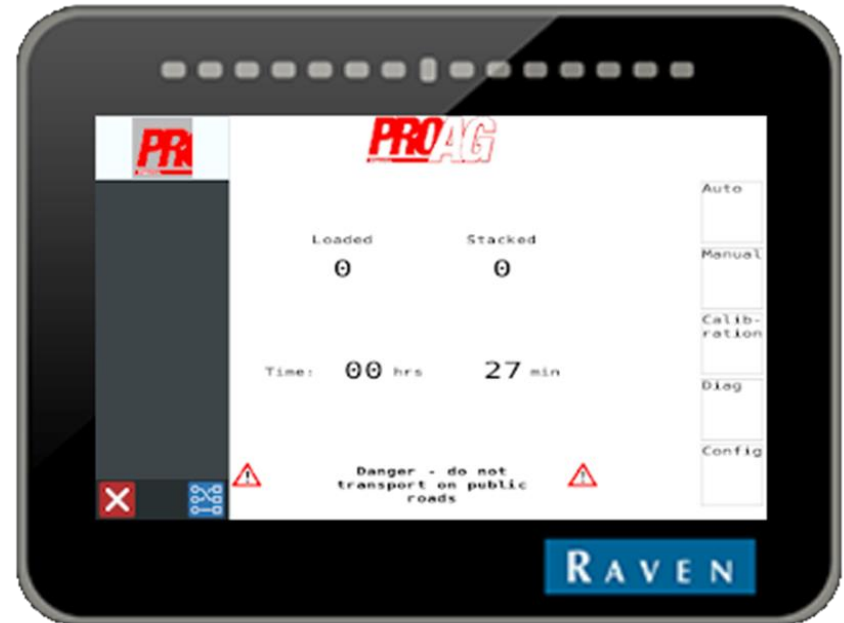 PRO
PROAG
Auto
Loaded
Stacked
0
0
Manual
Calib-
ration
Time: 00 hrs 27 min
Diag
Config
Danger - do not
transport on public
roads
RAVEN